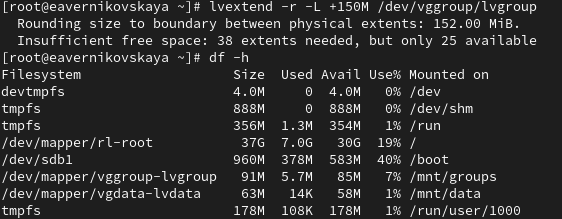 [root@eavernikovskaya ~]# lvextend -r -L +150M /dev/vggroup/lvgroup
  Rounding size to boundary between physical extents: 152.00 MiB.
  Insufficient free space: 38 extents needed, but only 25 available
[root@eavernikovskaya ~]# df -h
Filesystem                   Size  Used Avail Use% Mounted on
devtmpfs                     4.0M     0  4.0M   0% /dev
tmpfs                        888M     0  888M   0% /dev/shm
tmpfs                        356M  1.3M  354M   1% /run
/dev/mapper/rl-root           37G  7.0G   30G  19% /
/dev/sdb1                    960M  378M  583M  40% /boot
/dev/mapper/vggroup-lvgroup   91M  5.7M   85M   7% /mnt/groups
/dev/mapper/vgdata-lvdata     63M   14K   58M   1% /mnt/data
tmpfs                        178M  108K  178M   1% /run/user/1000